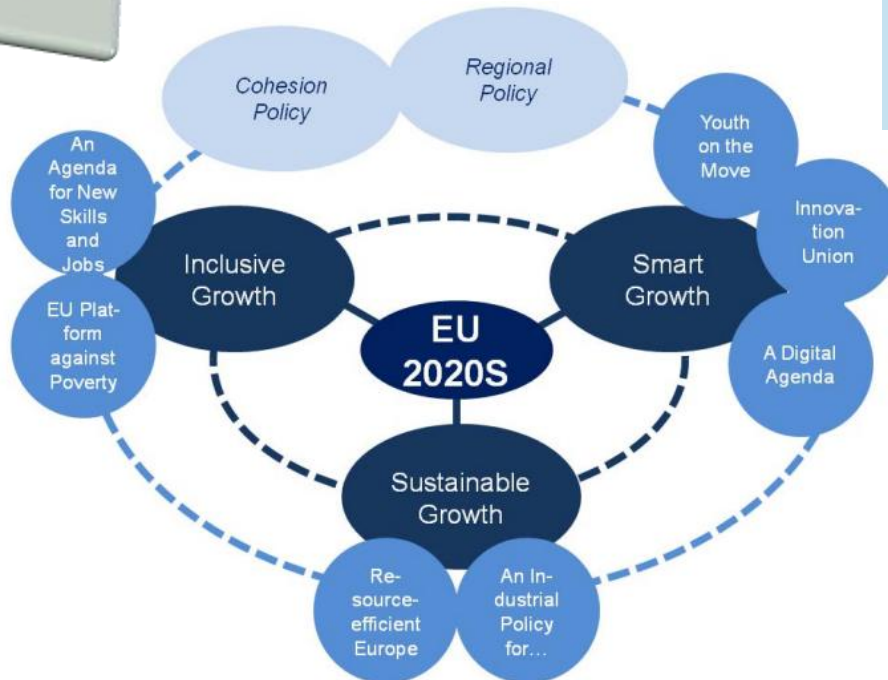 Cohesion
Policy
Regional
Policy
Youth
on the
Move
An
Agenda
for New
Skills
and
Jobs
Innova-
tion
Union
Inclusive
Growth
Smart
Growth
EU Plat-
form
against
Poverty
EU
2020S
A Digital
Agenda
Sustainable
Growth
Re-
source-
efficient
Europe
An In-
dustrial
Policy
for…